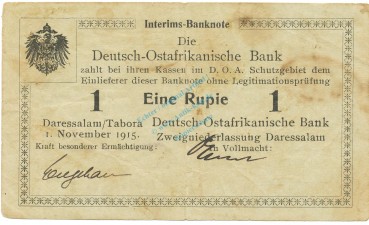 Interims-Banknote
Die
Deutsch-Ostafrikanische Bank
zahlt bei ihren Kassen im D. O. A. Schutzgebiet dem
Einlieferer dieser Banknote ohne Legitimationsprüfung
1 Eine Rupie 1
Daressalam/Tabora Deutsch-Ostafrikanische Bank
1. November 1915. Zweigniederlassung Daressalam
Kraft besonderer Ermächtigung: In Vollmacht: